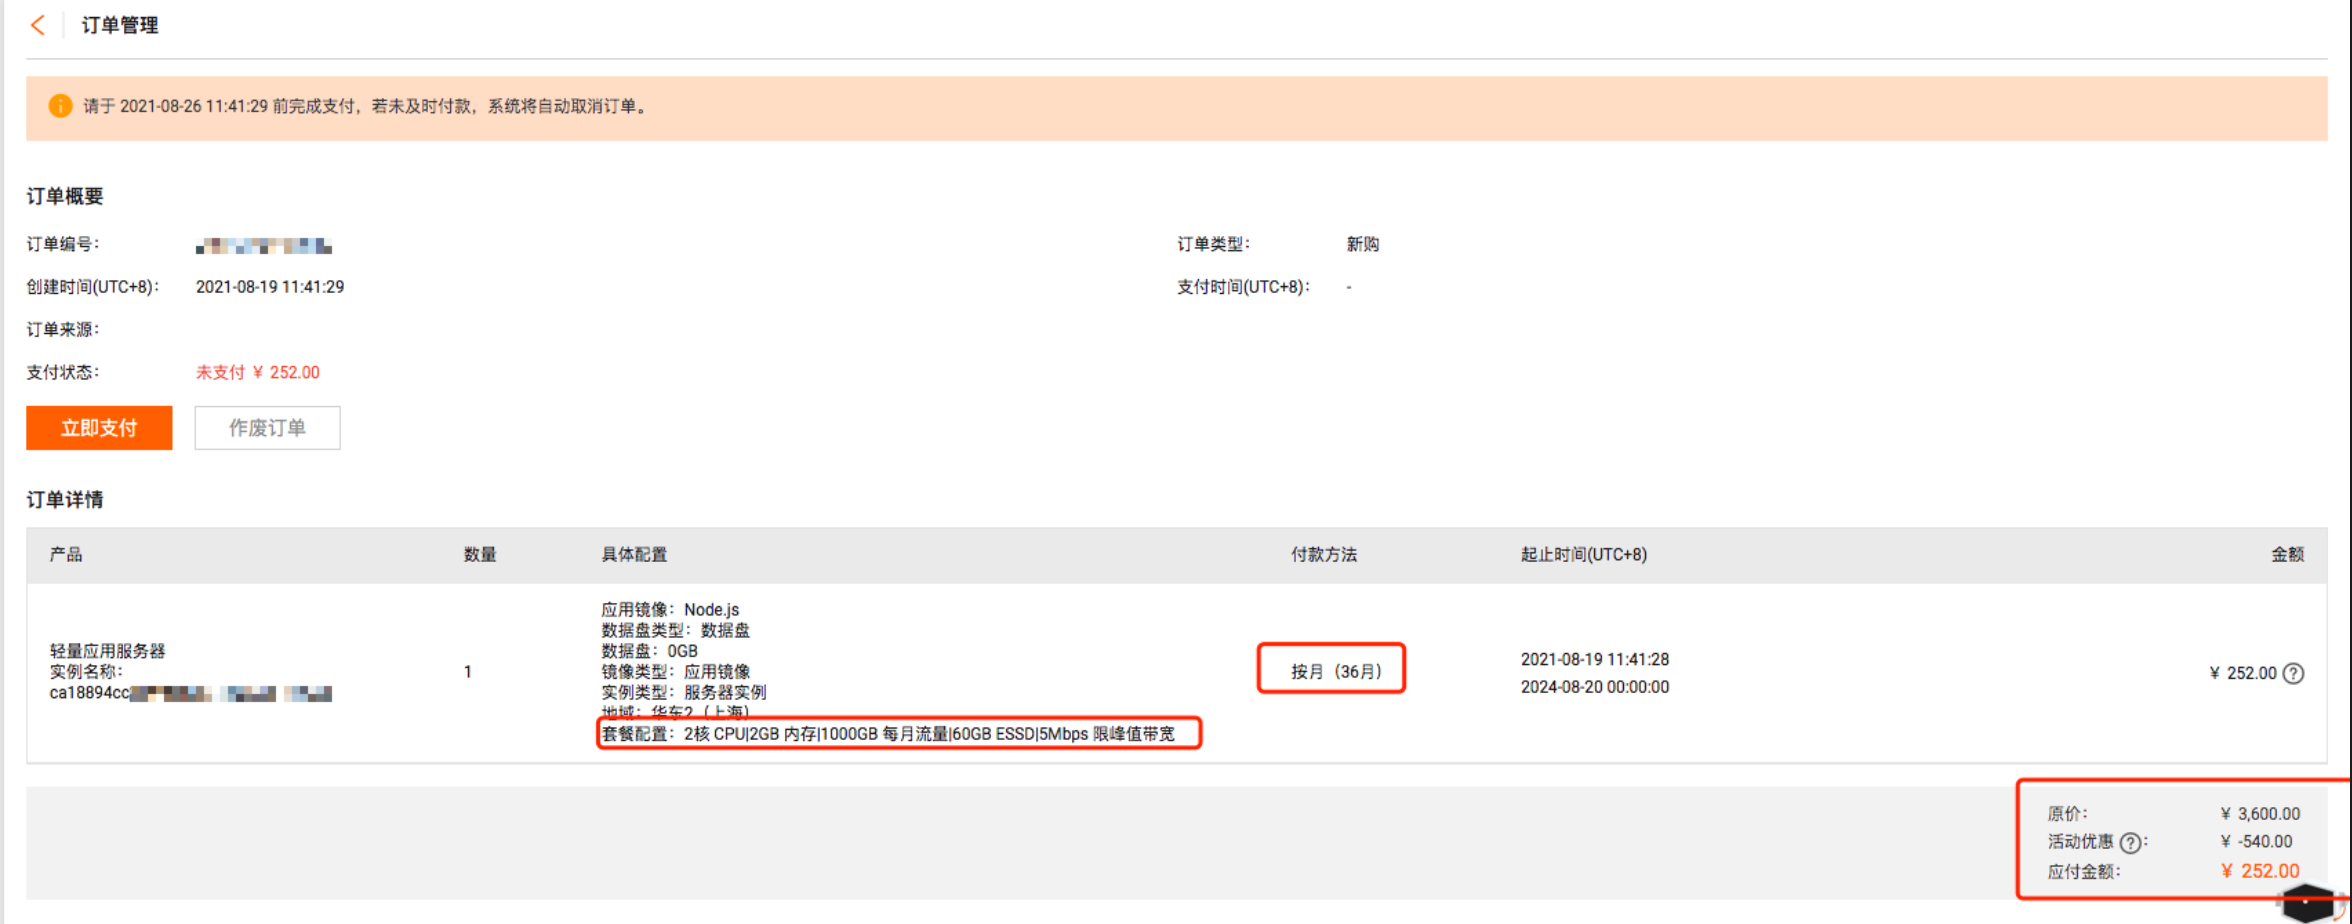 订单管理
请于 2021-08-26 11:41:29 前完成支付，若未及时付款，系统将自动取消订单。
订单概要
订单编号：
订单类型： 新购
创建时间(UTC+8)： 2021-08-19 11:41:29
支付时间(UTC+8)： -
订单来源：
支付状态： 未支付 ¥ 252.00
立即支付 作废订单
订单详情
产品 数量 具体配置 付款方法 起止时间(UTC+8) 金额
轻量应用服务器
实例名称：
ca18894cc
1
应用镜像：Node.js
数据盘类型：数据盘
数据盘：0GB
镜像类型：应用镜像
实例类型：服务器实例
地域：华东2（上海）
套餐配置：2核 CPU|2GB 内存|1000GB 每月流量|60GB ESSD|5Mbps 限峰值带宽
按月（36月）
2021-08-19 11:41:28
2024-08-20 00:00:00
¥ 252.00
原价： ¥ 3,600.00
活动优惠 ： ¥ -540.00
应付金额： ¥ 252.00